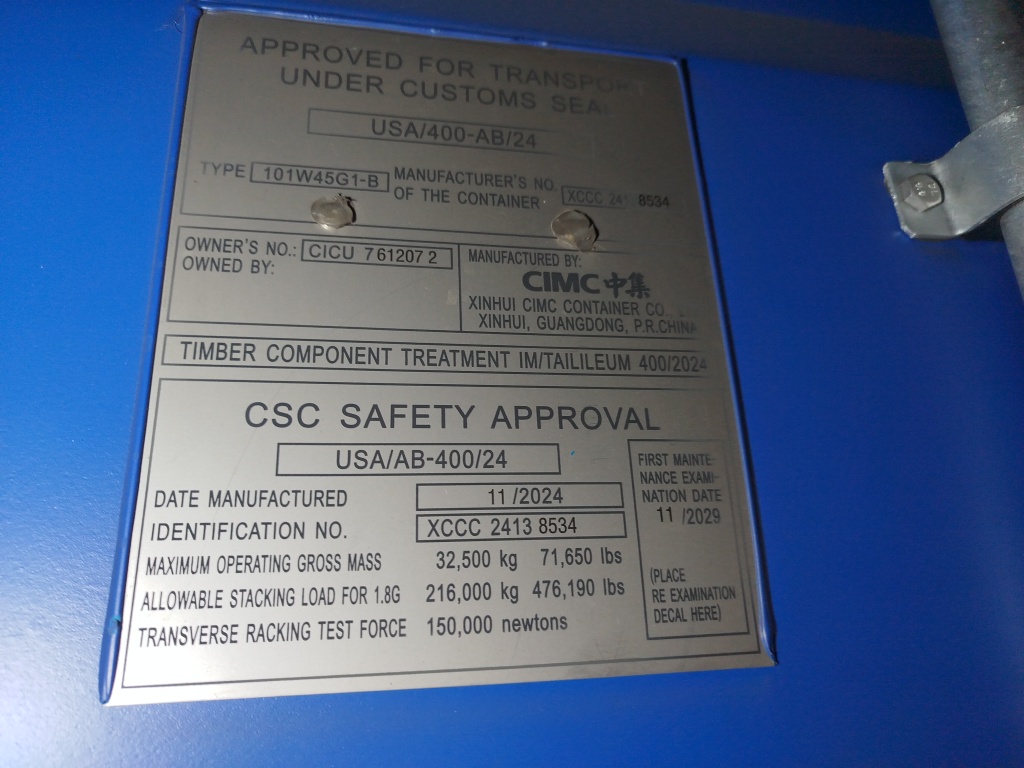 APPROVED FOR TRANSPOR
UNDER CUSTOMS SEA
USA/400-AB/24
TYPE 101W45G1-B
MANUFACTURER'S NO.
OF THE CONTAINER XCCC 241 8534
OWNER'S NO.: CICU 761207 2
OWNED BY:
MANUFACTURED BY:
CIMC 中集
XINHUI CIMC CONTAINER CO.
XINHUI, GUANGDONG, P.R.CHINA
TIMBER COMPONENT TREATMENT IM/TAILILEUM 400/2024
CSC SAFETY APPROVAL
USA/AB-400/24
DATE MANUFACTURED 11 /2024
IDENTIFICATION NO. XCCC 2413 8534
MAXIMUM OPERATING GROSS MASS 32,500 kg 71,650 lbs
ALLOWABLE STACKING LOAD FOR 1.8G 216,000 kg 476,190 lbs
TRANSVERSE RACKING TEST FORCE 150,000 newtons
FIRST MAINTE-
NANCE EXAMI-
NATION DATE
11 /2029
(PLACE
RE EXAMINATION
DECAL HERE)